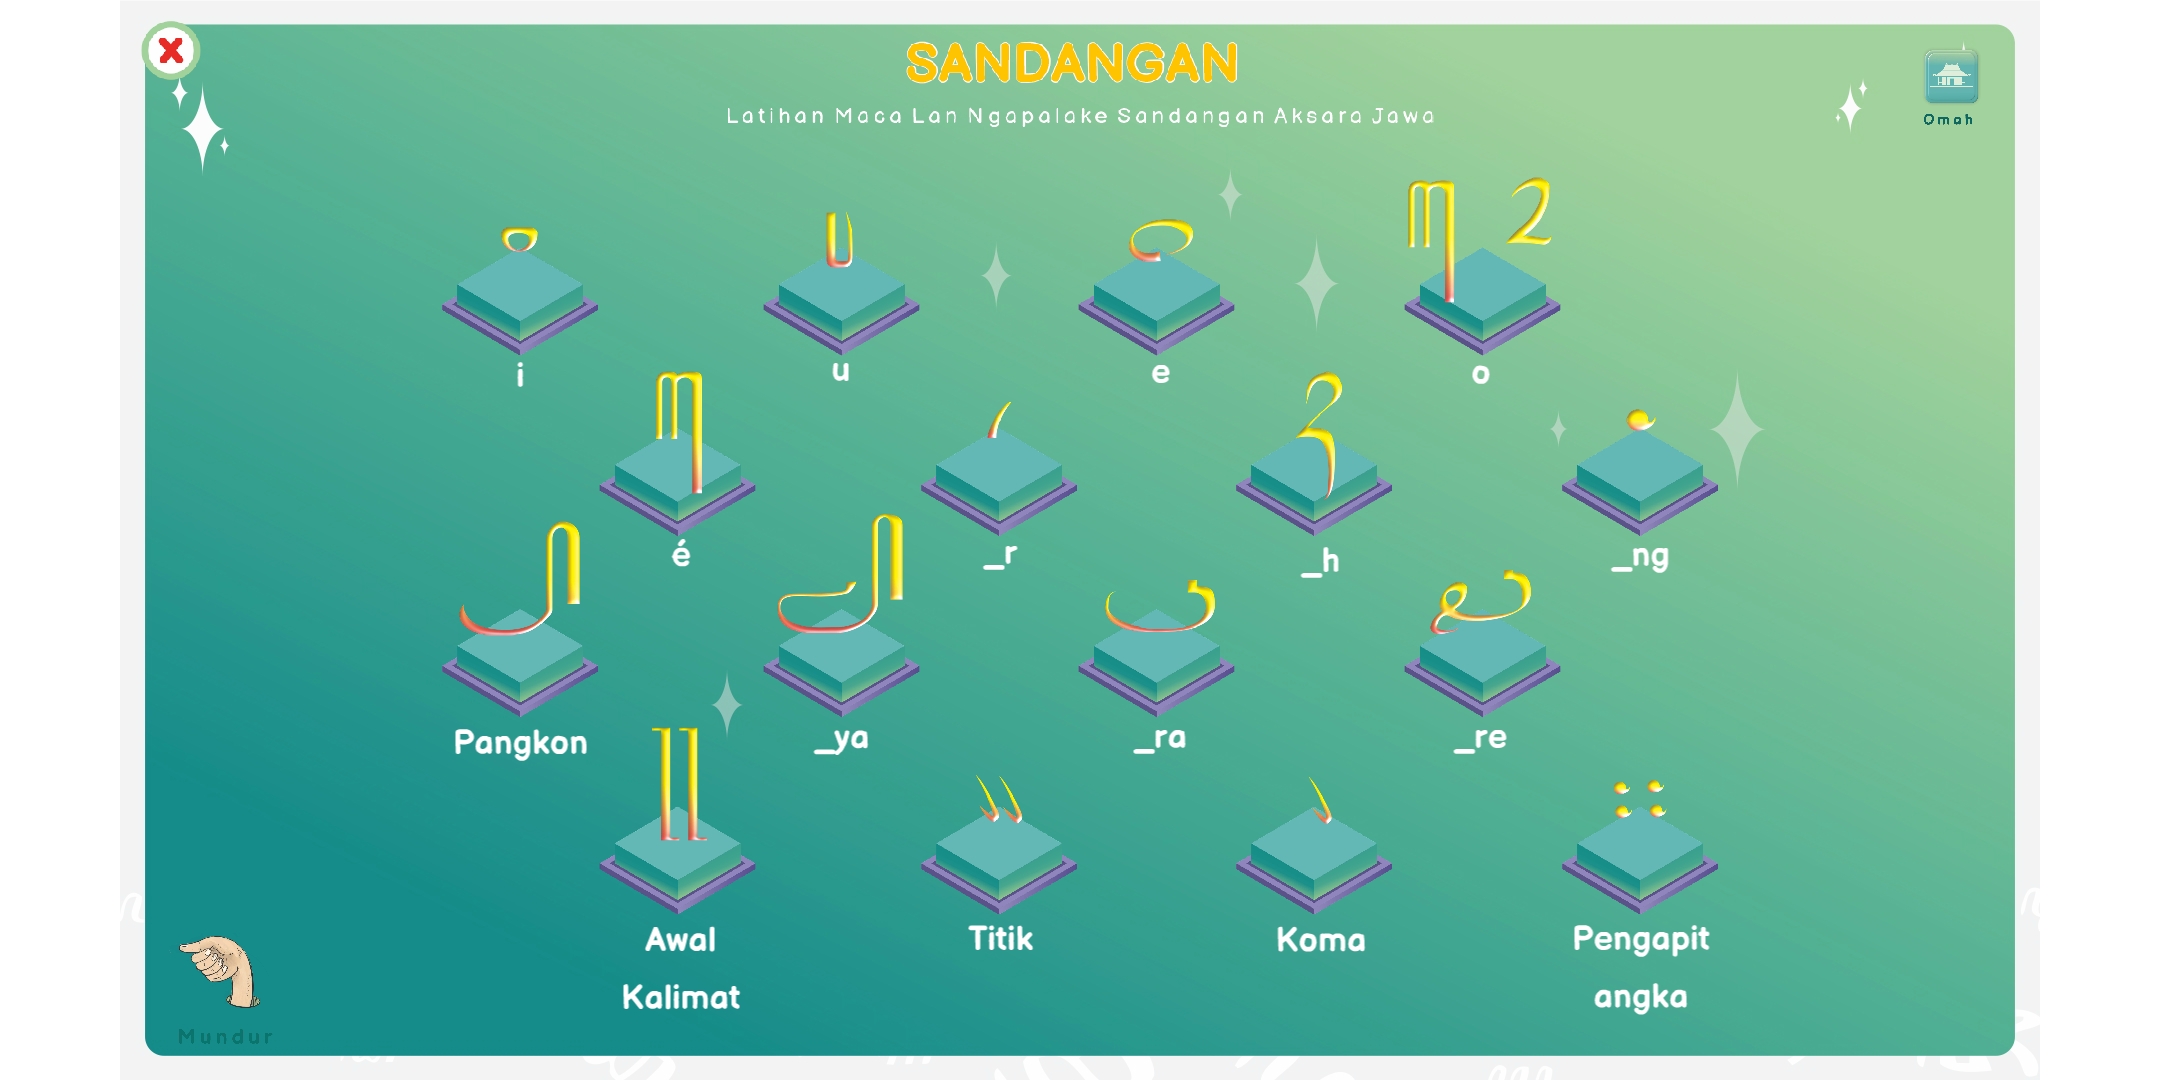 SANDANGAN
Latihan Maca Lan Ngapalake Sandangan Aksara Jawa
Omah
ꦶ ꦸ ꦼ ꦺ ꦴ
i u e o
ꦺ ꦂ ꦃ ꦁ
é _r _h _ng
꧀ ꦾ ꦿ ꦽ
Pangkon _ya _ra _re
꧋ ꧉ ꧈ ꧇
Awal Titik Koma Pengapit
Kalimat angka
Mundur